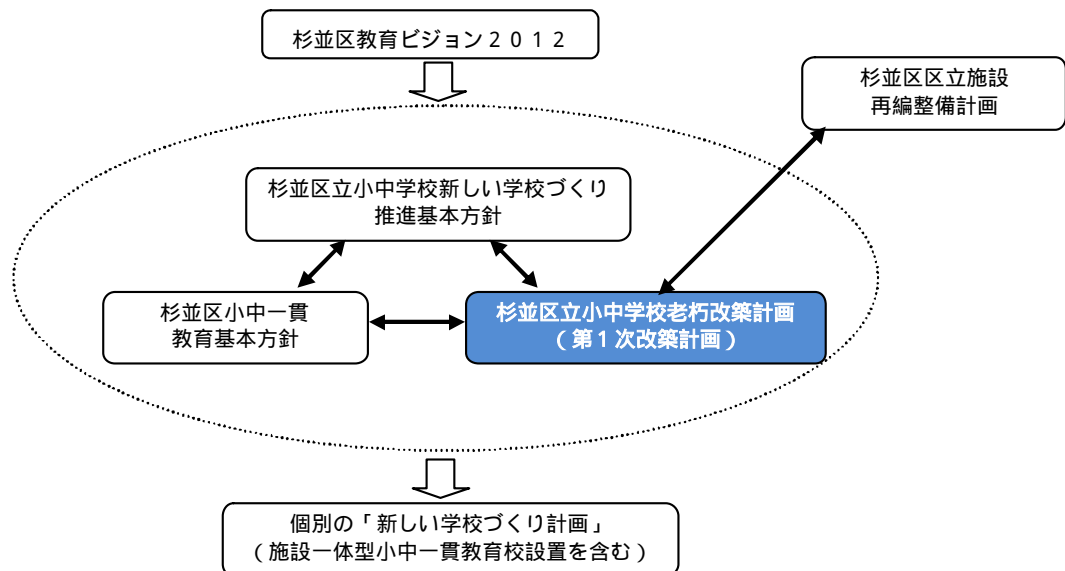 杉並区教育ビジョン２０１２
杉並区区立施設
再編整備計画
杉並区立小中学校新しい学校づくり
推進基本方針
杉並区小中一貫
教育基本方針
杉並区立小中学校老朽改築計画
（第１次改築計画）
個別の「新しい学校づくり計画」
（施設一体型小中一貫教育校設置を含む）